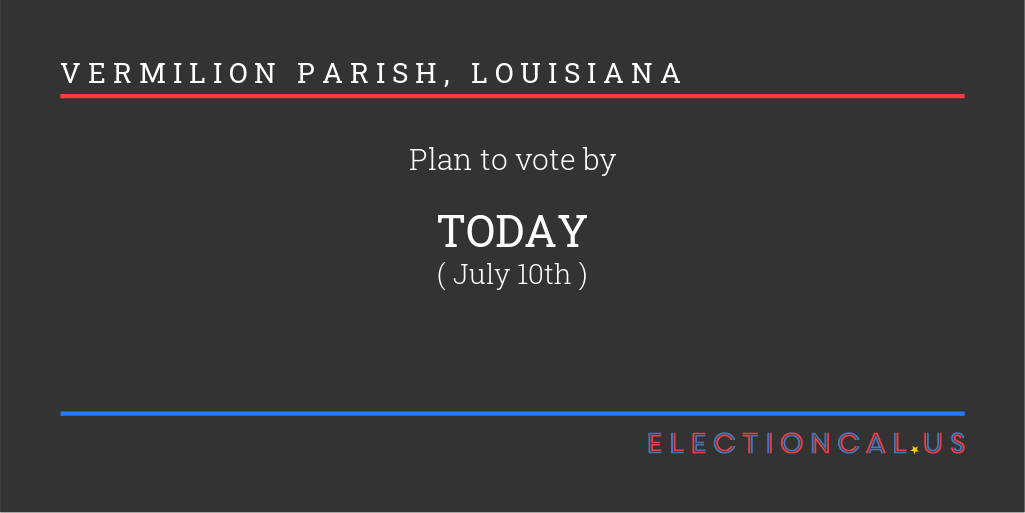 VERMILION PARISH, LOUISIANA
Plan to vote by
TODAY
( July 10th )
ELECTIONCAL.US